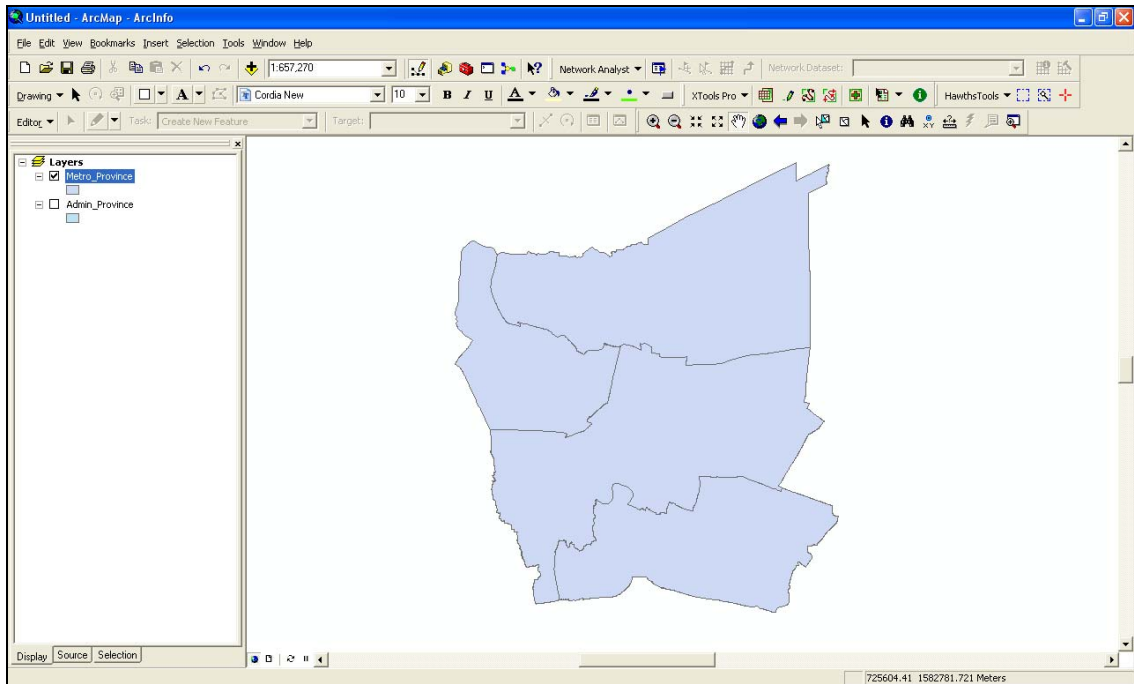 Untitled - ArcMap - ArcInfo
File Edit View Bookmarks Insert Selection Tools Window Help
1:657,270 Network Analyst Network Dataset:
Drawing A Cordia New 10 B I U A XTools Pro HawthsTools
Editor Task: Create New Feature Target:
Layers
Metro_Province
Admin_Province
Display Source Selection
725604.41 1582781.721 Meters